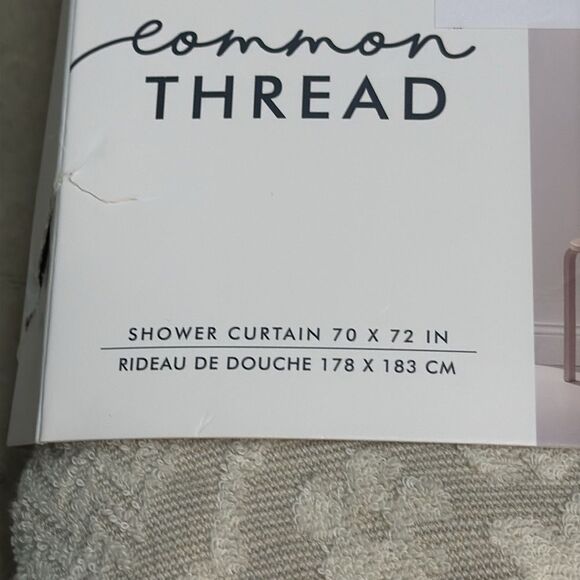 common
THREAD
SHOWER CURTAIN 70 X 72 IN
RIDEAU DE DOUCHE 178 X 183 CM